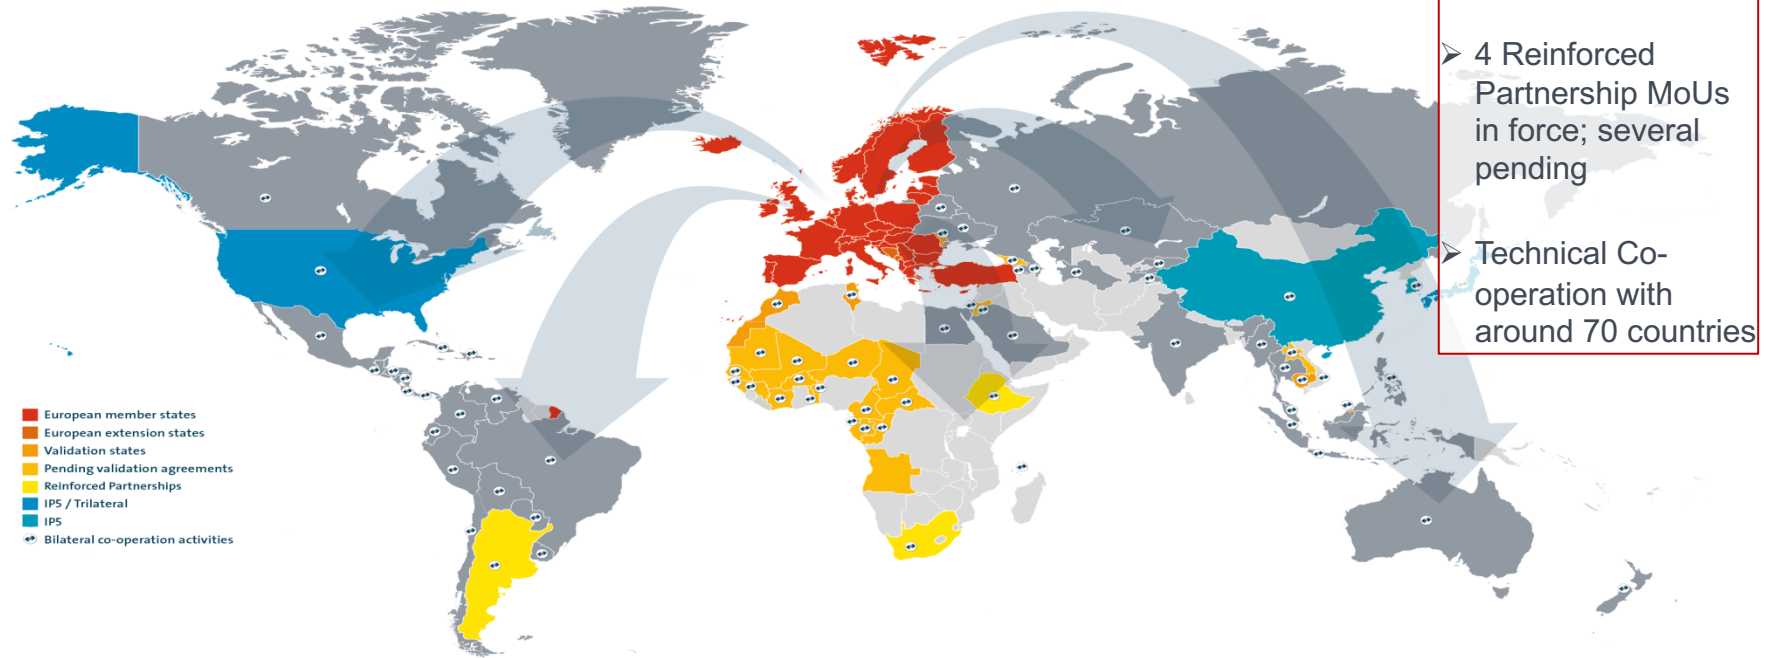 ➢ 4 Reinforced
Partnership MoUs
in force; several
pending
➢ Technical Co-
operation with
around 70 countries
European member states
European extension states
Validation states
Pending validation agreements
Reinforced Partnerships
IP5 / Trilateral
IP5
Bilateral co-operation activities